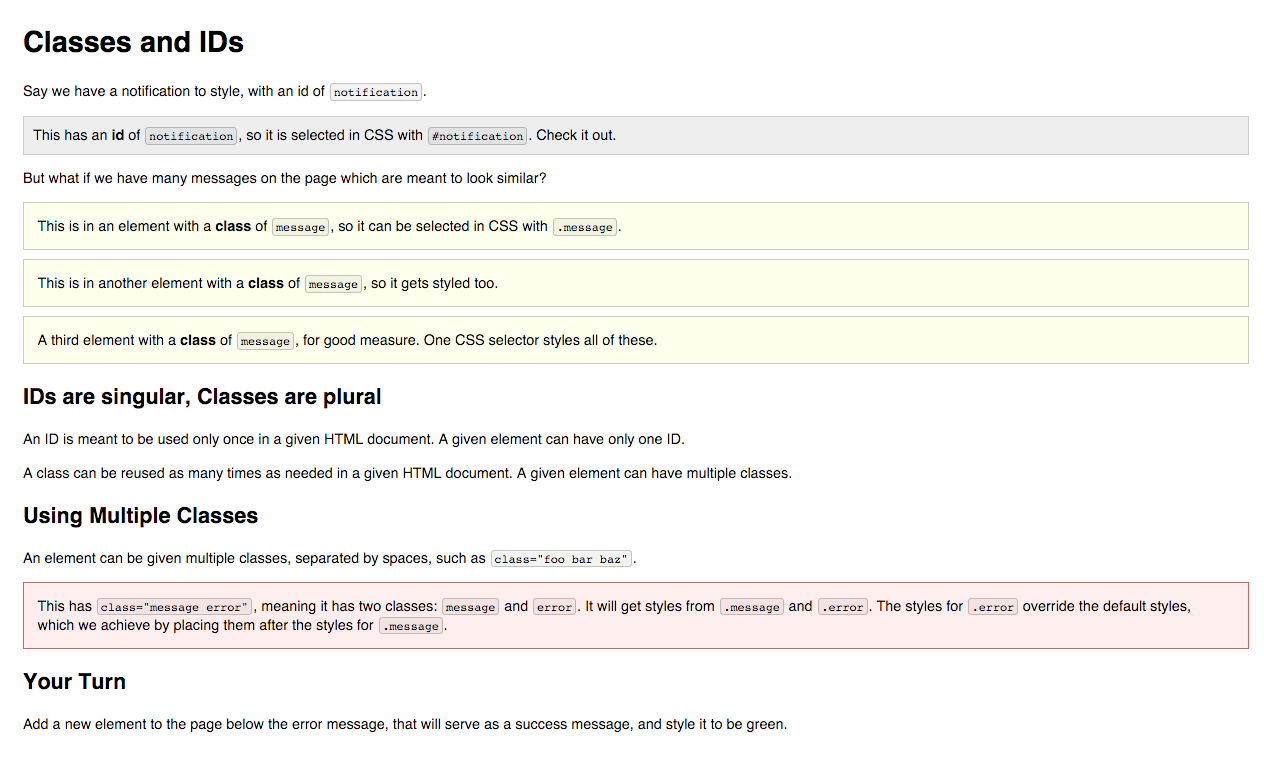 Classes and IDs
Say we have a notification to style, with an id of notification.
This has an id of notification, so it is selected in CSS with #notification. Check it out.
But what if we have many messages on the page which are meant to look similar?
This is in an element with a class of message, so it can be selected in CSS with .message.
This is in another element with a class of message, so it gets styled too.
A third element with a class of message, for good measure. One CSS selector styles all of these.
IDs are singular, Classes are plural
An ID is meant to be used only once in a given HTML document. A given element can have only one ID.
A class can be reused as many times as needed in a given HTML document. A given element can have multiple classes.
Using Multiple Classes
An element can be given multiple classes, separated by spaces, such as class="foo bar baz".
This has class="message error", meaning it has two classes: message and error. It will get styles from .message and .error. The styles for .error override the default styles,
which we achieve by placing them after the styles for .message.
Your Turn
Add a new element to the page below the error message, that will serve as a success message, and style it to be green.